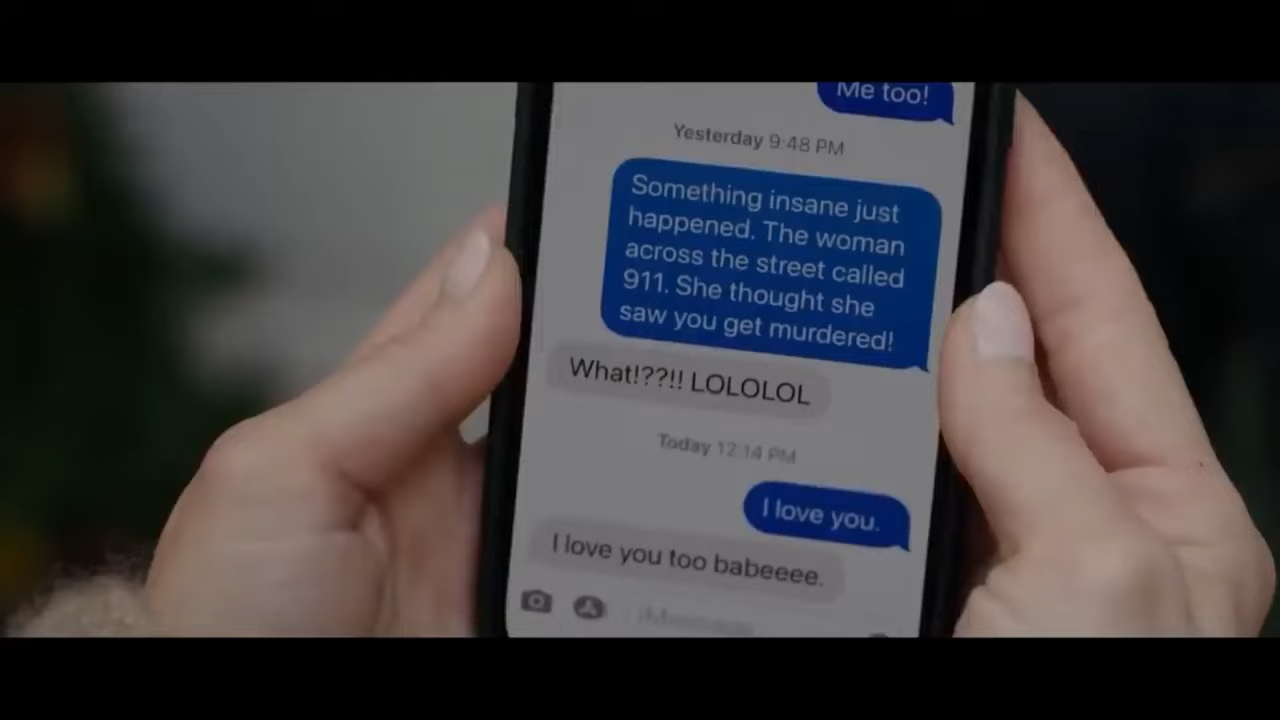 Me too!
Yesterday 9:48 PM
Something insane just
happened. The woman
across the street called
911. She thought she
saw you get murdered!
What!??!! LOLOLOL
Today 12:14 PM
I love you.
I love you too babeeee.
iMessage